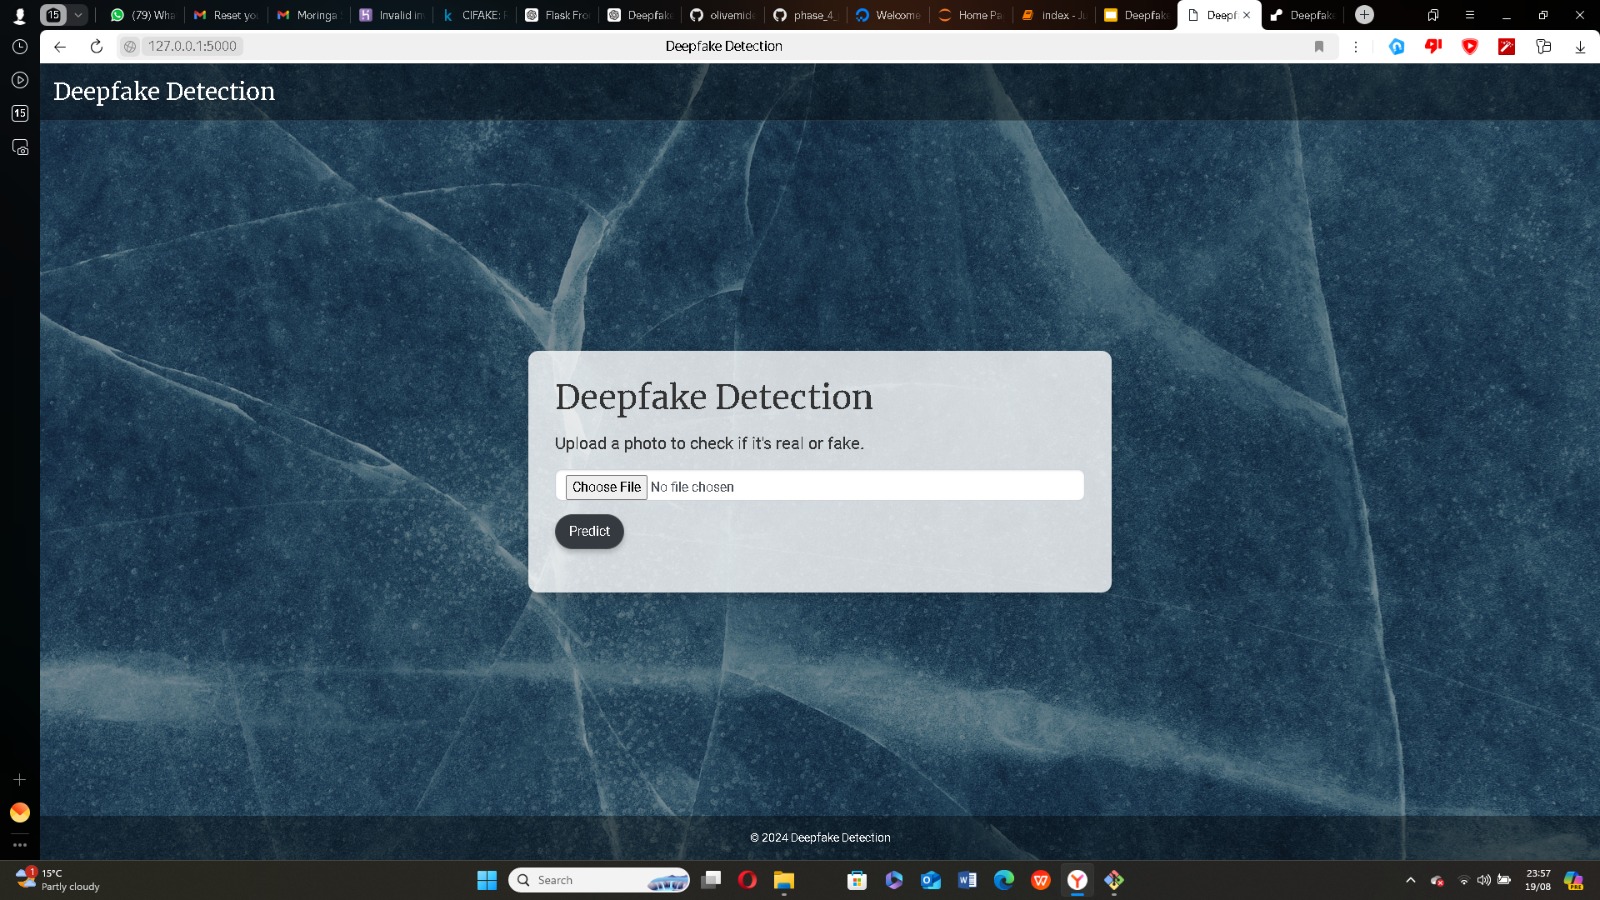 15
(79) Wha
Reset yo
Moringa
Invalid in
CIFAKE: R
Flask Fro
Deepfake
olivemid
phase_4_
Welcome
Home Pa
index - Ju
Deepfake
Deepf
Deepfak
127.0.0.1:5000
Deepfake Detection
15
Deepfake Detection
Deepfake Detection
Upload a photo to check if it's real or fake.
Choose File No file chosen
Predict
© 2024 Deepfake Detection
1
15°C
Partly cloudy
Search
23:57
19/08